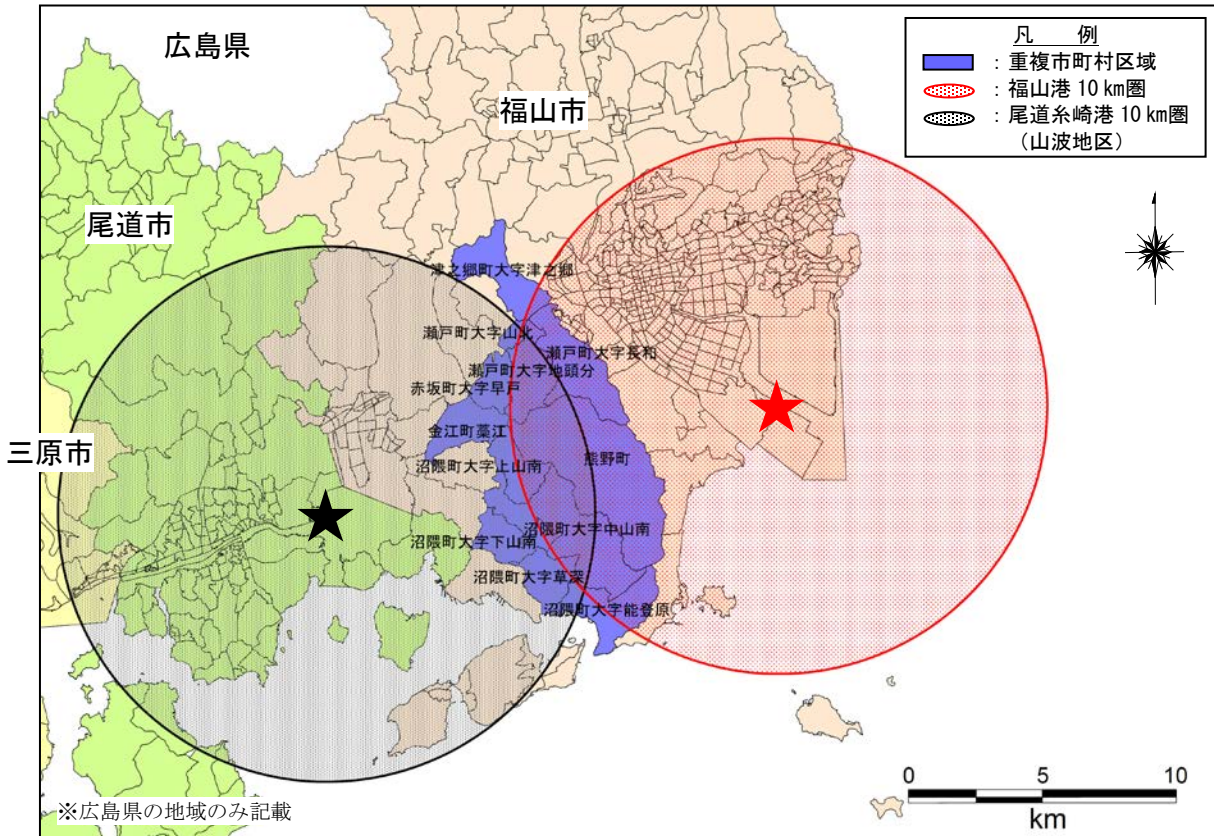 広島県
凡　例
：重複市町村区域
：福山港 10 km圏
：尾道糸崎港 10 km圏
（山波地区）
福山市
尾道市
三原市
津之郷町大字津之郷
瀬戸町大字山北
瀬戸町大字長和
瀬戸町大字地頭分
赤坂町大字早戸
金江町藁江
熊野町
沼隈町大字上山南
沼隈町大字中山南
沼隈町大字下山南
沼隈町大字草深
沼隈町大字能登原
0 5 10
km
※広島県の地域のみ記載